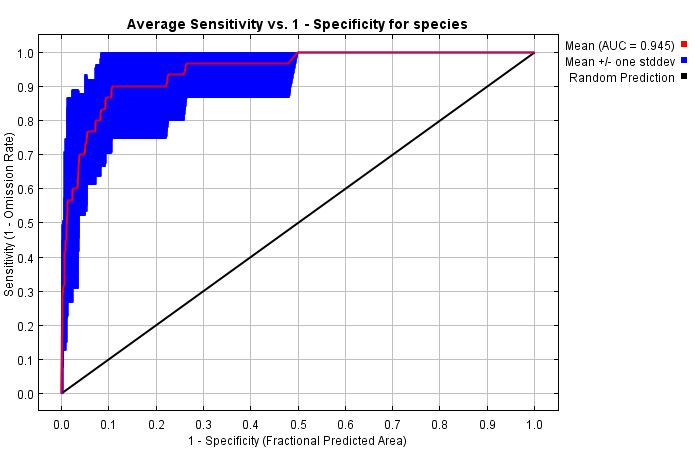 Average Sensitivity vs. 1 - Specificity for species
Mean (AUC = 0.945)
Mean +/- one stddev
Random Prediction
Sensitivity (1 - Omission Rate)
1.0
0.9
0.8
0.7
0.6
0.5
0.4
0.3
0.2
0.1
0.0
0.0 0.1 0.2 0.3 0.4 0.5 0.6 0.7 0.8 0.9 1.0
1 - Specificity (Fractional Predicted Area)